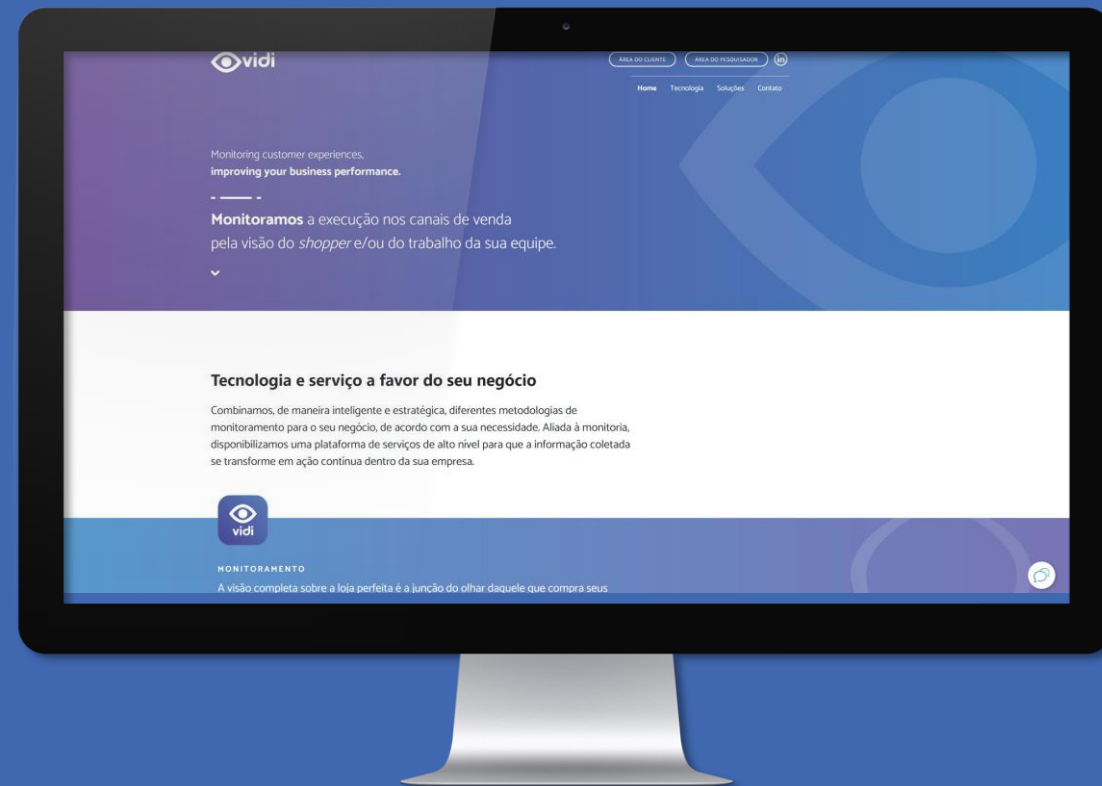 vidi
ÁREA DO CLIENTE
ÁREA DO PESQUISADOR
in
Home Tecnologia Soluções Contato
Monitoring customer experiences,
improving your business performance.
Monitoramos a execução nos canais de venda
pela visão do shopper e/ou do trabalho da sua equipe.
Tecnologia e serviço a favor do seu negócio
Combinamos, de maneira inteligente e estratégica, diferentes metodologias de
monitoramento para o seu negócio, de acordo com a sua necessidade. Aliada à monitoria,
disponibilizamos uma plataforma de serviços de alto nível para que a informação coletada
se transforme em ação contínua dentro da sua empresa.
vidi
MONITORAMENTO
A visão completa sobre a loja perfeita é a junção do olhar daquele que compra seus